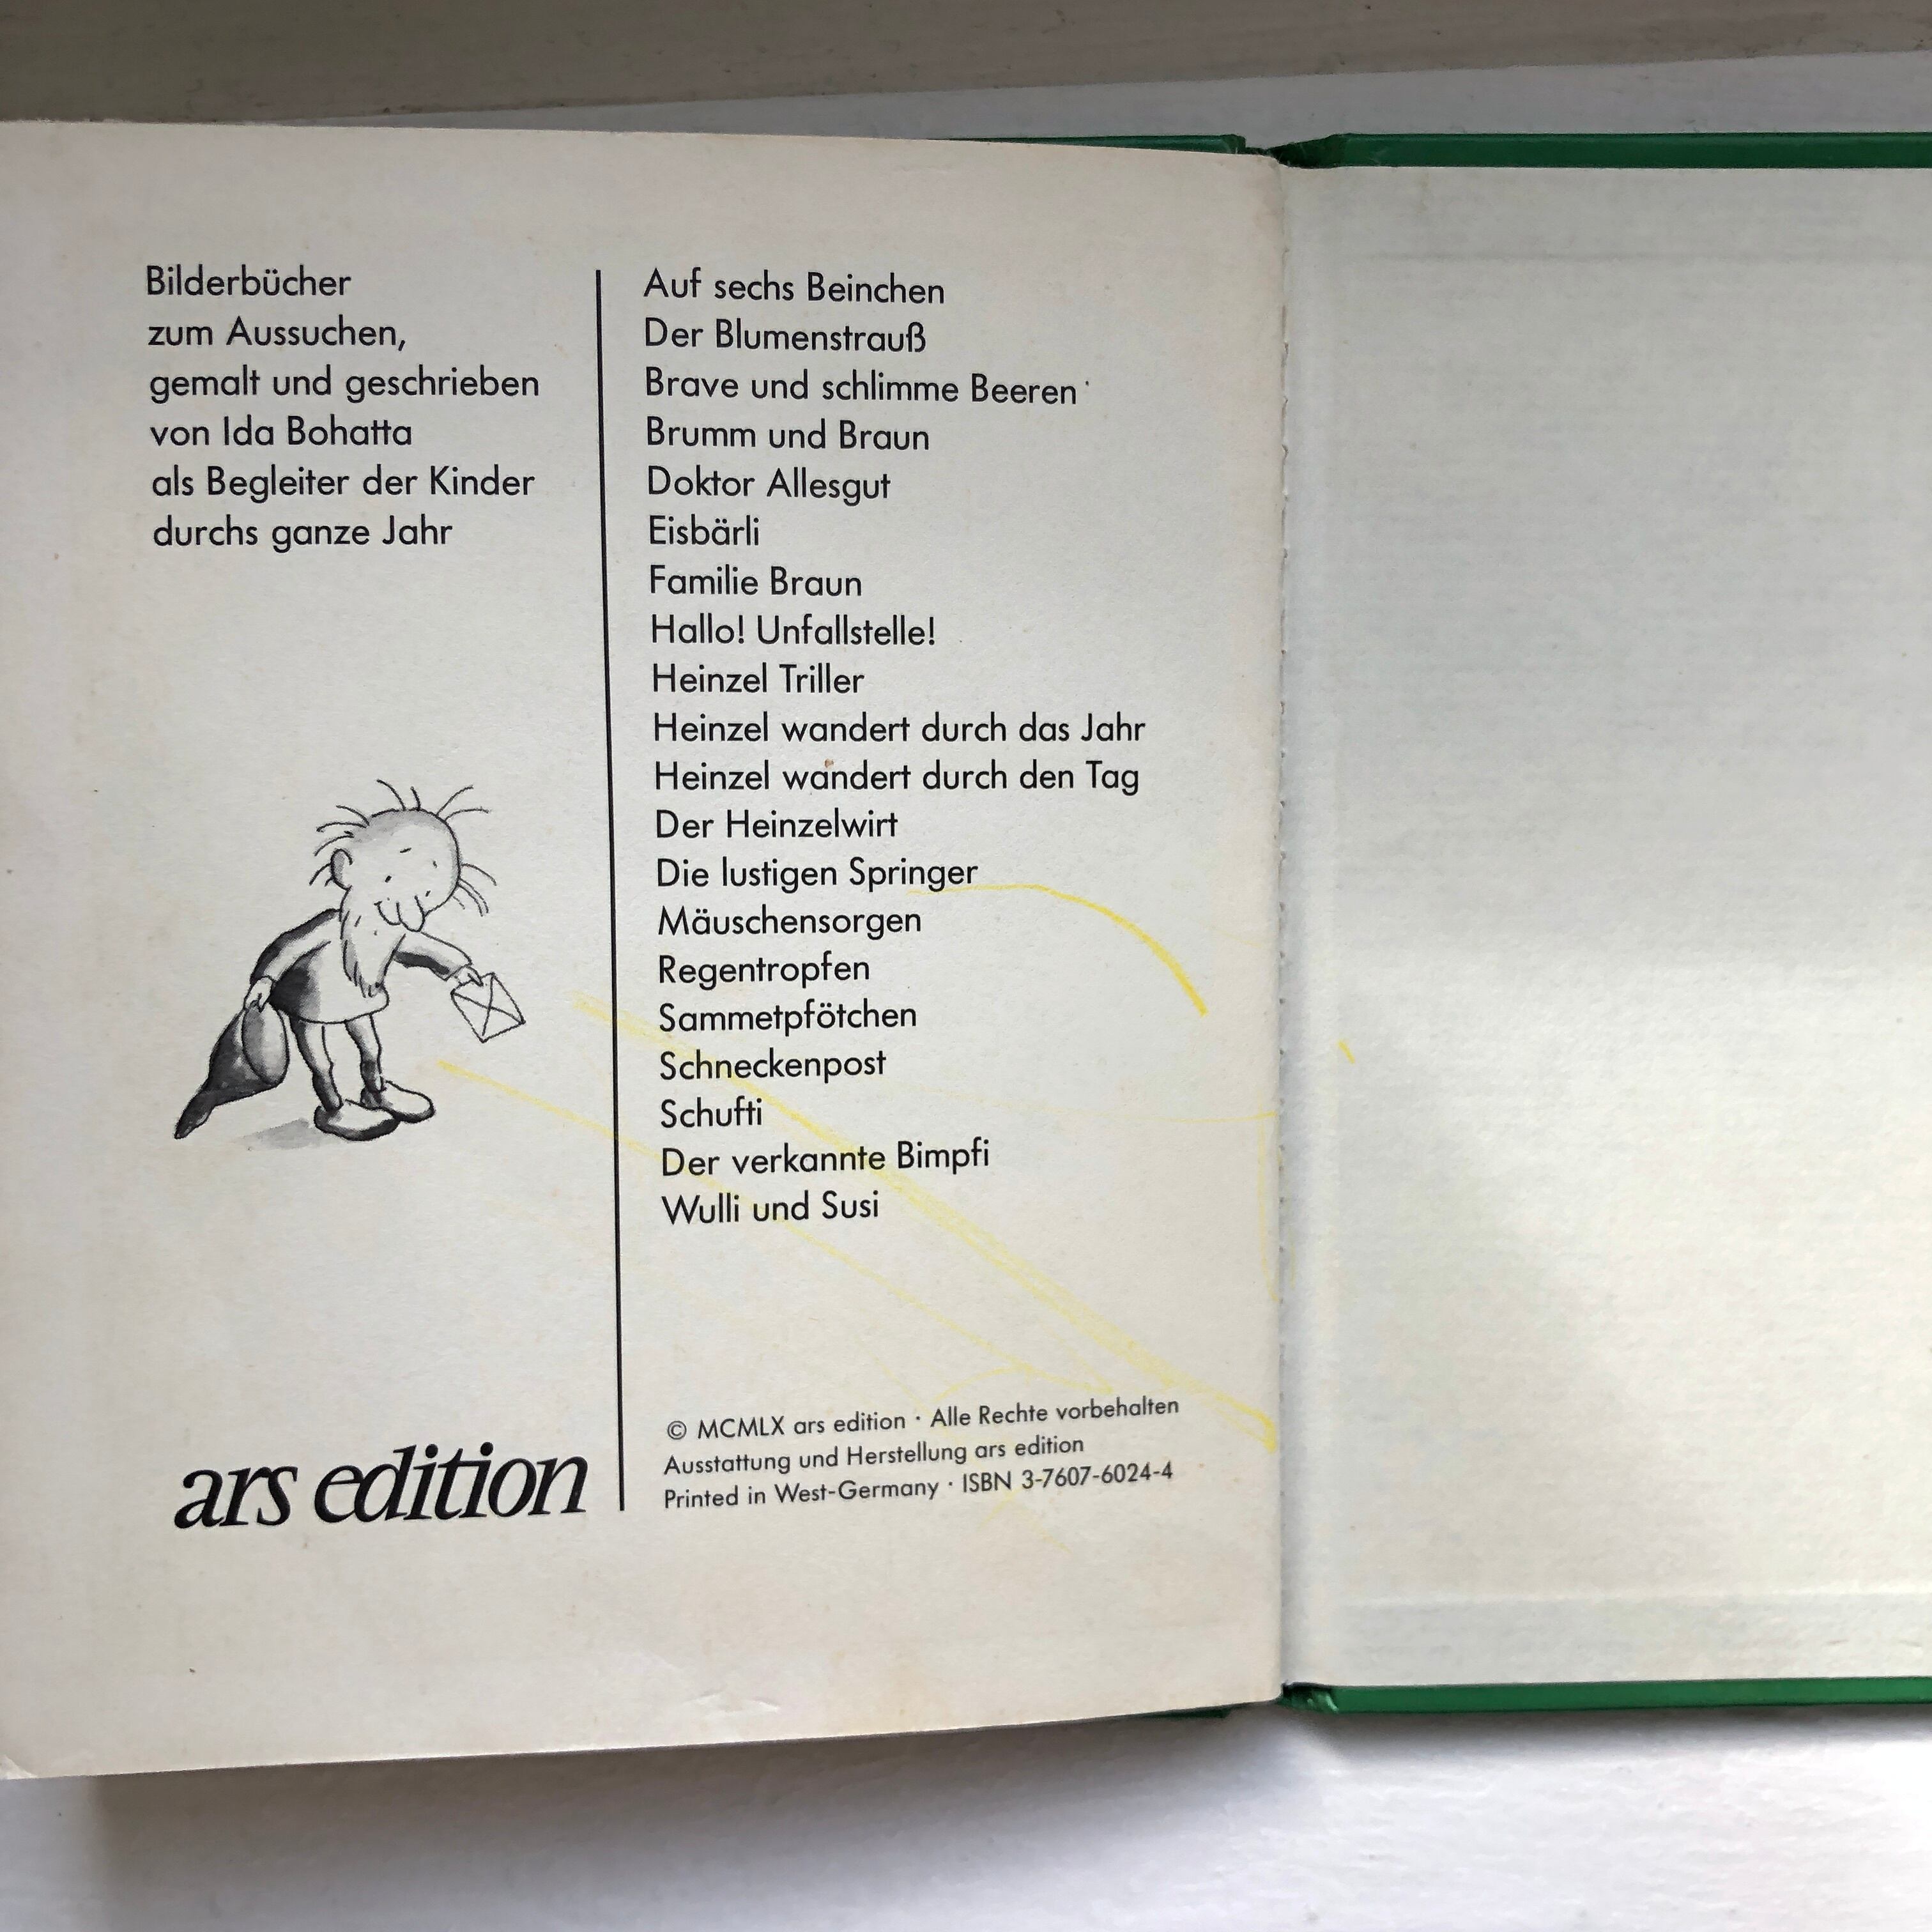 Bilderbücher
zum Aussuchen,
gemalt und geschrieben
von Ida Bohatta
als Begleiter der Kinder
durchs ganze Jahr
ars edition
Auf sechs Beinchen
Der Blumenstrauß
Brave und schlimme Beeren
Brumm und Braun
Doktor Allesgut
Eisbärli
Familie Braun
Hallo! Unfallstelle!
Heinzel Triller
Heinzel wandert durch das Jahr
Heinzel wandert durch den Tag
Der Heinzelwirt
Die lustigen Springer
Mäuschensorgen
Regentropfen
Sammetpfötchen
Schneckenpost
Schufti
Der verkannte Bimpfi
Wulli und Susi
© MCMLX ars edition · Alle Rechte vorbehalten
Ausstattung und Herstellung ars edition
Printed in West-Germany · ISBN 3-7607-6024-4